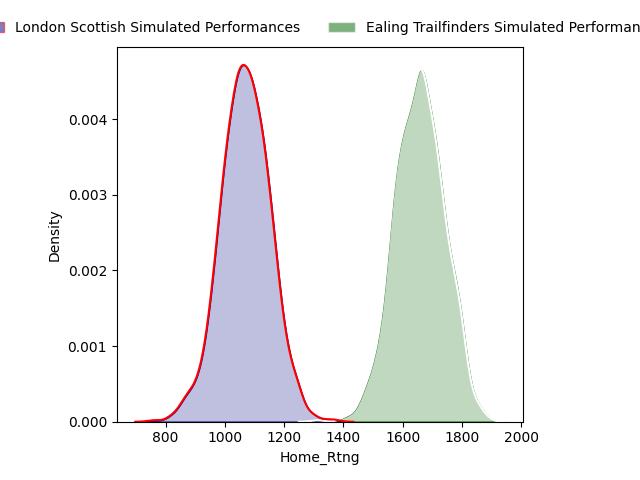 London Scottish Simulated Performances
Ealing Trailfinders Simulated Performan
Density
0.004
0.003
0.002
0.001
0.000
800 1000 1200 1400 1600 1800 2000
Home_Rtng